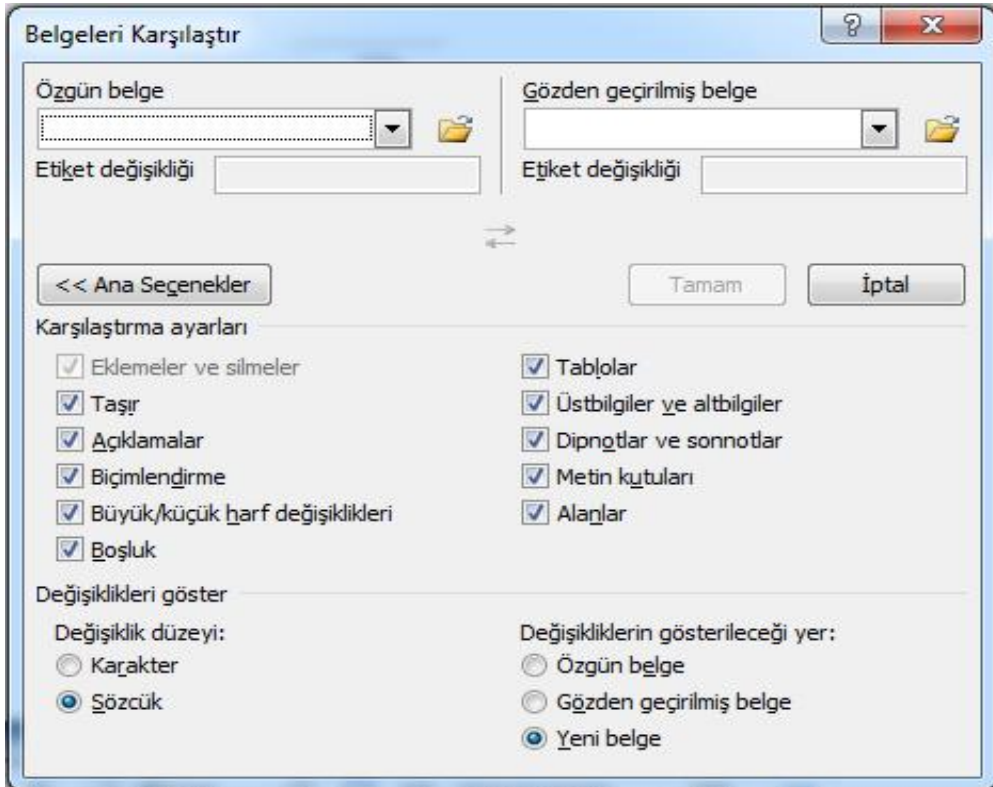 Belgeleri Karşılaştır
Özgün belge
Gözden geçirilmiş belge
Etiket değişikliği
Etiket değişikliği
<< Ana Seçenekler
Tamam
İptal
Karşılaştırma ayarları
Eklemeler ve silmeler
Taşır
Açıklamalar
Biçimlendirme
Büyük/küçük harf değişiklikleri
Boşluk
Tablolar
Üstbilgiler ve altbilgiler
Dipnotlar ve sonnotlar
Metin kutuları
Alanlar
Değişiklikleri göster
Değişiklik düzeyi:
Karakter
Sözcük
Değişikliklerin gösterileceği yer:
Özgün belge
Gözden geçirilmiş belge
Yeni belge